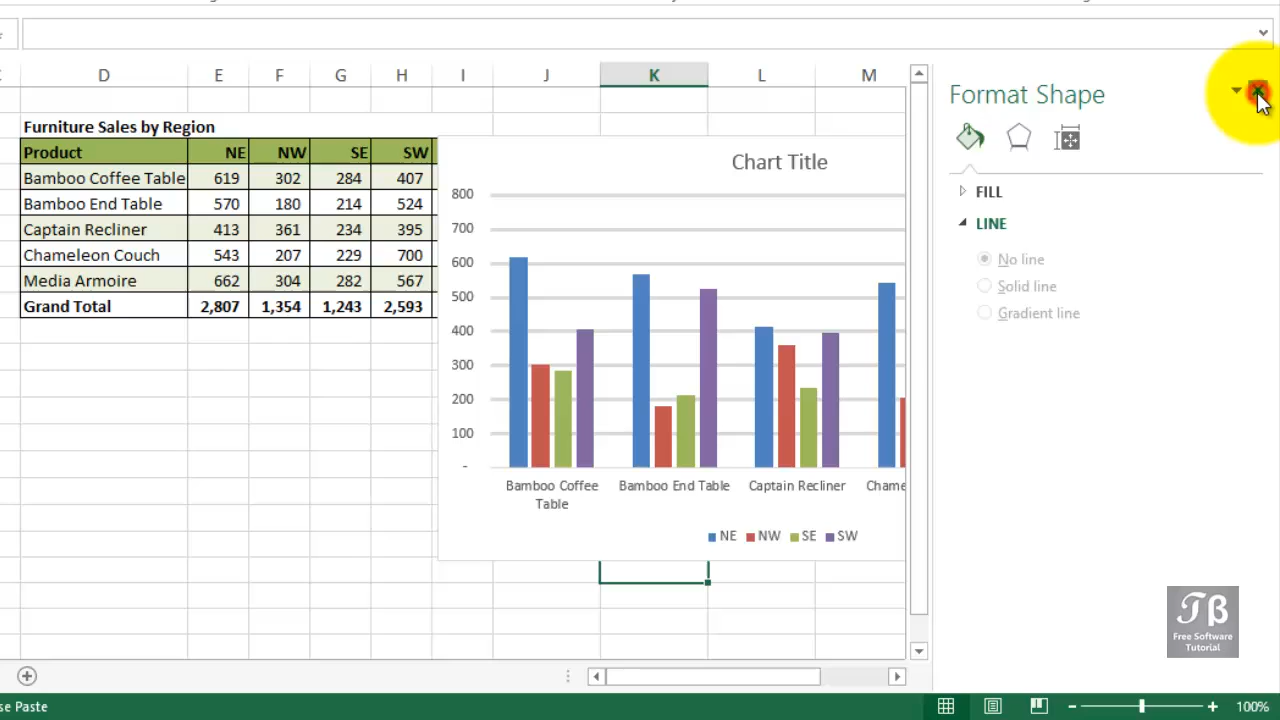 D E F G H I J K L M
Format Shape
Furniture Sales by Region
Product NE NW SE SW
Bamboo Coffee Table 619 302 284 407
Bamboo End Table 570 180 214 524
Captain Recliner 413 361 234 395
Chameleon Couch 543 207 229 700
Media Armoire 662 304 282 567
Grand Total 2,807 1,354 1,243 2,593
Chart Title
800
700
600
500
400
300
200
100
-
Bamboo Coffee
Table
Bamboo End Table
Captain Recliner
Chame
NE NW SE SW
FILL
LINE
No line
Solid line
Gradient line
Tβ
Free Software
Tutorial
se Paste
100%